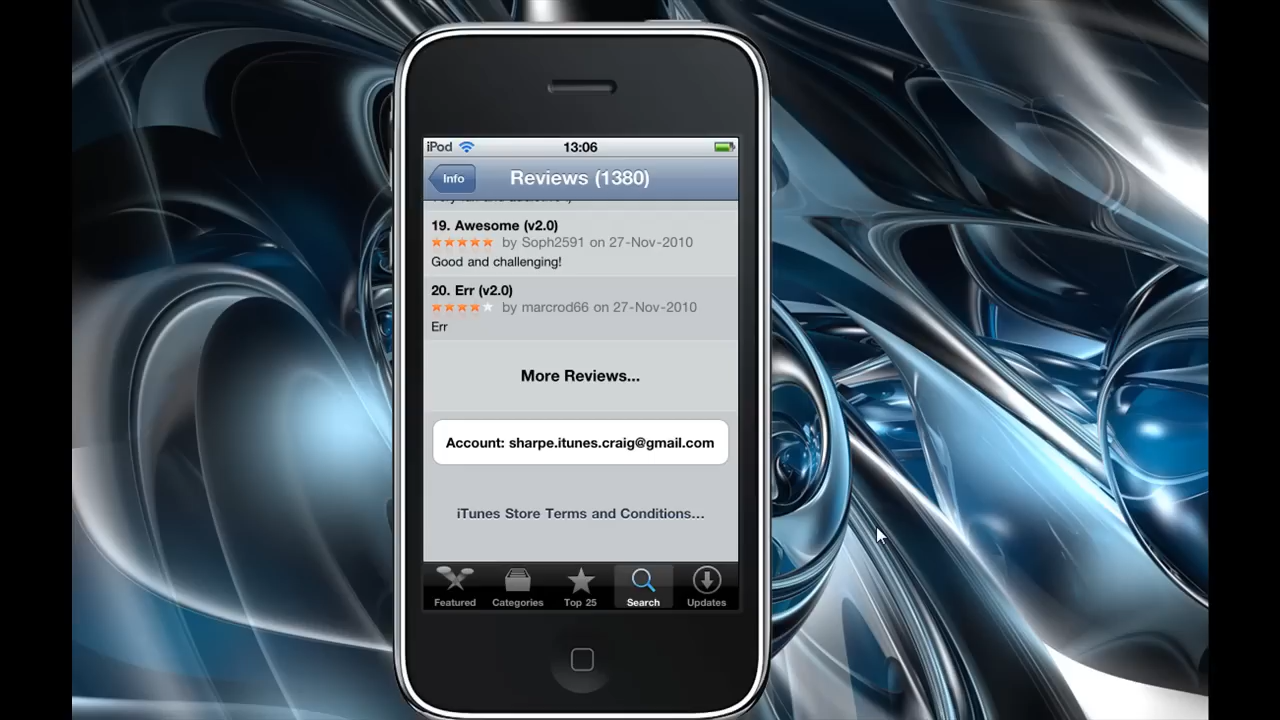 iPod
13:06
Info
Reviews (1380)
19. Awesome (v2.0)
by Soph2591 on 27-Nov-2010
Good and challenging!
20. Err (v2.0)
by marcrod66 on 27-Nov-2010
Err
More Reviews...
Account: sharpe.itunes.craig@gmail.com
iTunes Store Terms and Conditions...
Featured
Categories
Top 25
Search
Updates